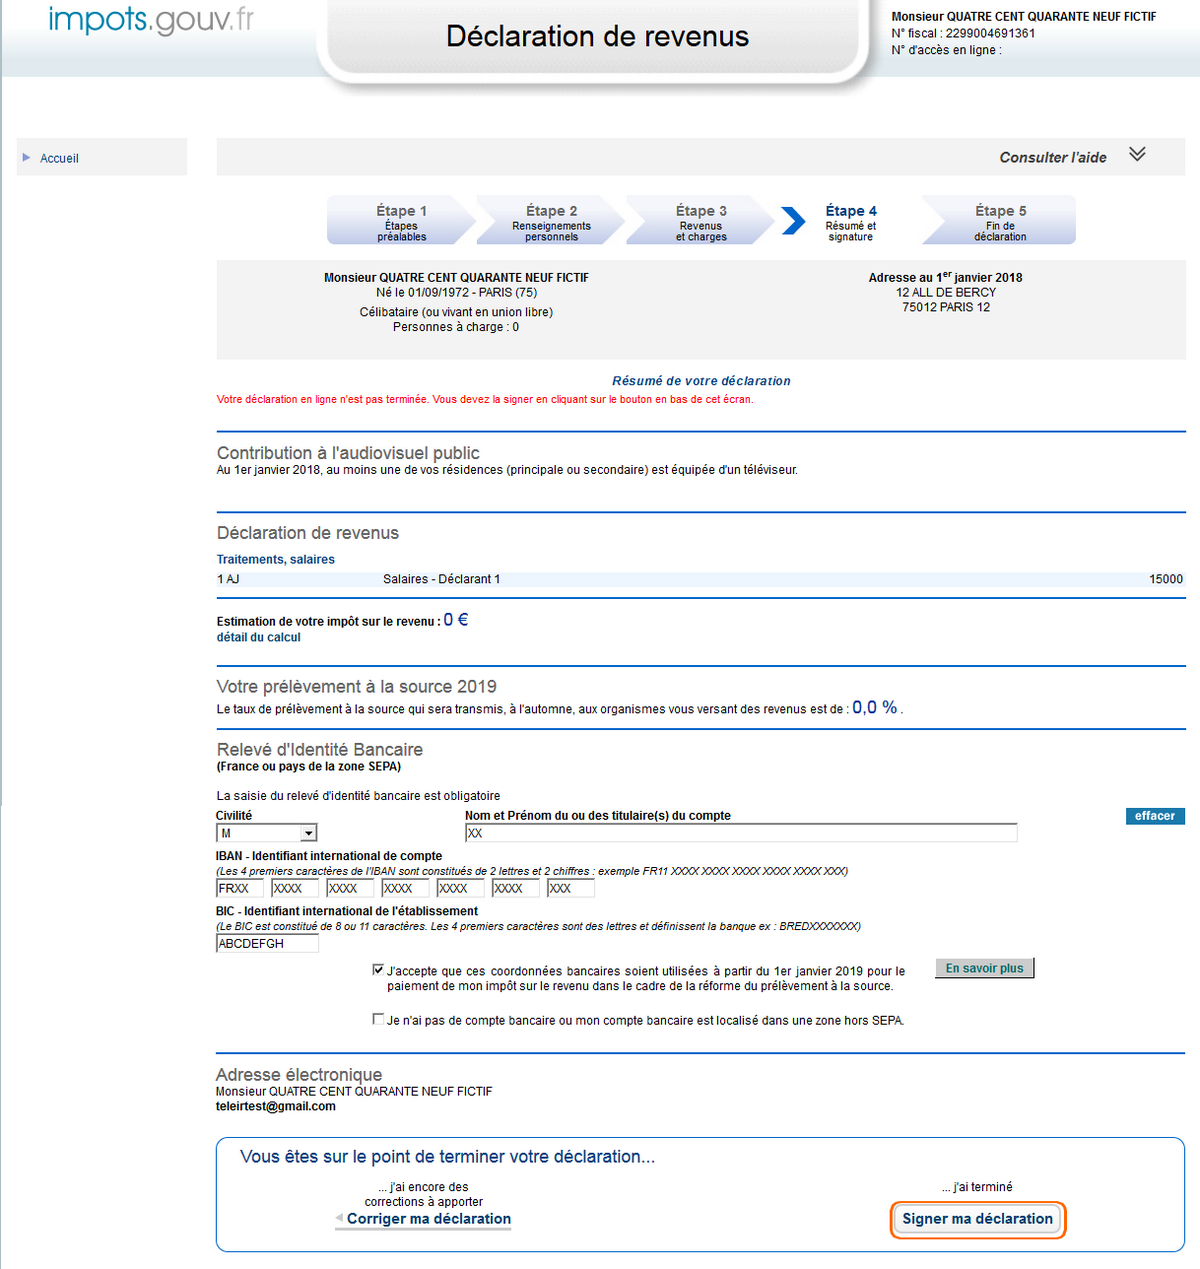 impots.gouv.fr
Déclaration de revenus
Monsieur QUATRE CENT QUARANTE NEUF FICTIF
N° fiscal : 2299004691361
N° d'accès en ligne :
Accueil
Consulter l'aide
Étape 1
Étapes
préalables
Étape 2
Renseignements
personnels
Étape 3
Revenus
et charges
Étape 4
Résumé et
signature
Étape 5
Fin de
déclaration
Monsieur QUATRE CENT QUARANTE NEUF FICTIF
Né le 01/09/1972 - PARIS (75)
Célibataire (ou vivant en union libre)
Personnes à charge : 0
Adresse au 1er janvier 2018
12 ALL DE BERCY
75012 PARIS 12
Résumé de votre déclaration
Votre déclaration en ligne n'est pas terminée. Vous devez la signer en cliquant sur le bouton en bas de cet écran.
Contribution à l'audiovisuel public
Au 1er janvier 2018, au moins une de vos résidences (principale ou secondaire) est équipée d'un téléviseur.
Déclaration de revenus
Traitements, salaires
1 AJ Salaires - Déclarant 1 15000
Estimation de votre impôt sur le revenu : 0 €
détail du calcul
Votre prélèvement à la source 2019
Le taux de prélèvement à la source qui sera transmis, à l'automne, aux organismes vous versant des revenus est de : 0,0 % .
Relevé d'Identité Bancaire
(France ou pays de la zone SEPA)
La saisie du relevé d'identité bancaire est obligatoire
Civilité Nom et Prénom du ou des titulaire(s) du compte effacer
M XX
IBAN - Identifiant international de compte
(Les 4 premiers caractères de l'IBAN sont constitués de 2 lettres et 2 chiffres : exemple FR11 XXXX XXXX XXXX XXXX XXXX XXX)
FRXX XXXX XXXX XXXX XXXX XXXX XXX
BIC - Identifiant international de l'établissement
(Le BIC est constitué de 8 ou 11 caractères. Les 4 premiers caractères sont des lettres et définissent la banque ex : BREDXXXXXXX)
ABCDEFGH
J'accepte que ces coordonnées bancaires soient utilisées à partir du 1er janvier 2019 pour le
paiement de mon impôt sur le revenu dans le cadre de la réforme du prélèvement à la source.
En savoir plus
Je n'ai pas de compte bancaire ou mon compte bancaire est localisé dans une zone hors SEPA.
Adresse électronique
Monsieur QUATRE CENT QUARANTE NEUF FICTIF
teleirtest@gmail.com
Vous êtes sur le point de terminer votre déclaration...
... j'ai encore des
corrections à apporter
Corriger ma déclaration
... j'ai terminé
Signer ma déclaration